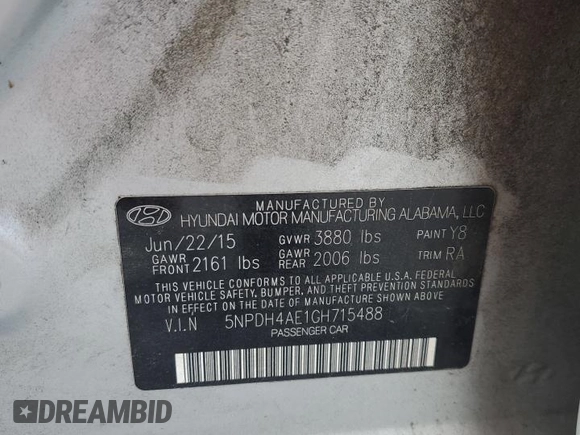 MANUFACTURED BY
HYUNDAI MOTOR MANUFACTURING ALABAMA, LLC
Jun/22/15 GVWR 3880 lbs PAINT Y8
GAWR FRONT 2161 lbs GAWR REAR 2006 lbs TRIM RA
THIS VEHICLE CONFORMS TO ALL APPLICABLE U.S.A. FEDERAL
MOTOR VEHICLE SAFETY, BUMPER, AND THEFT PREVENTION STANDARDS
IN EFFECT ON THE DATE OF MANUFACTURE SHOWN ABOVE.
V.I.N 5NPDH4AE1GH715488
PASSENGER CAR
DREAMBID